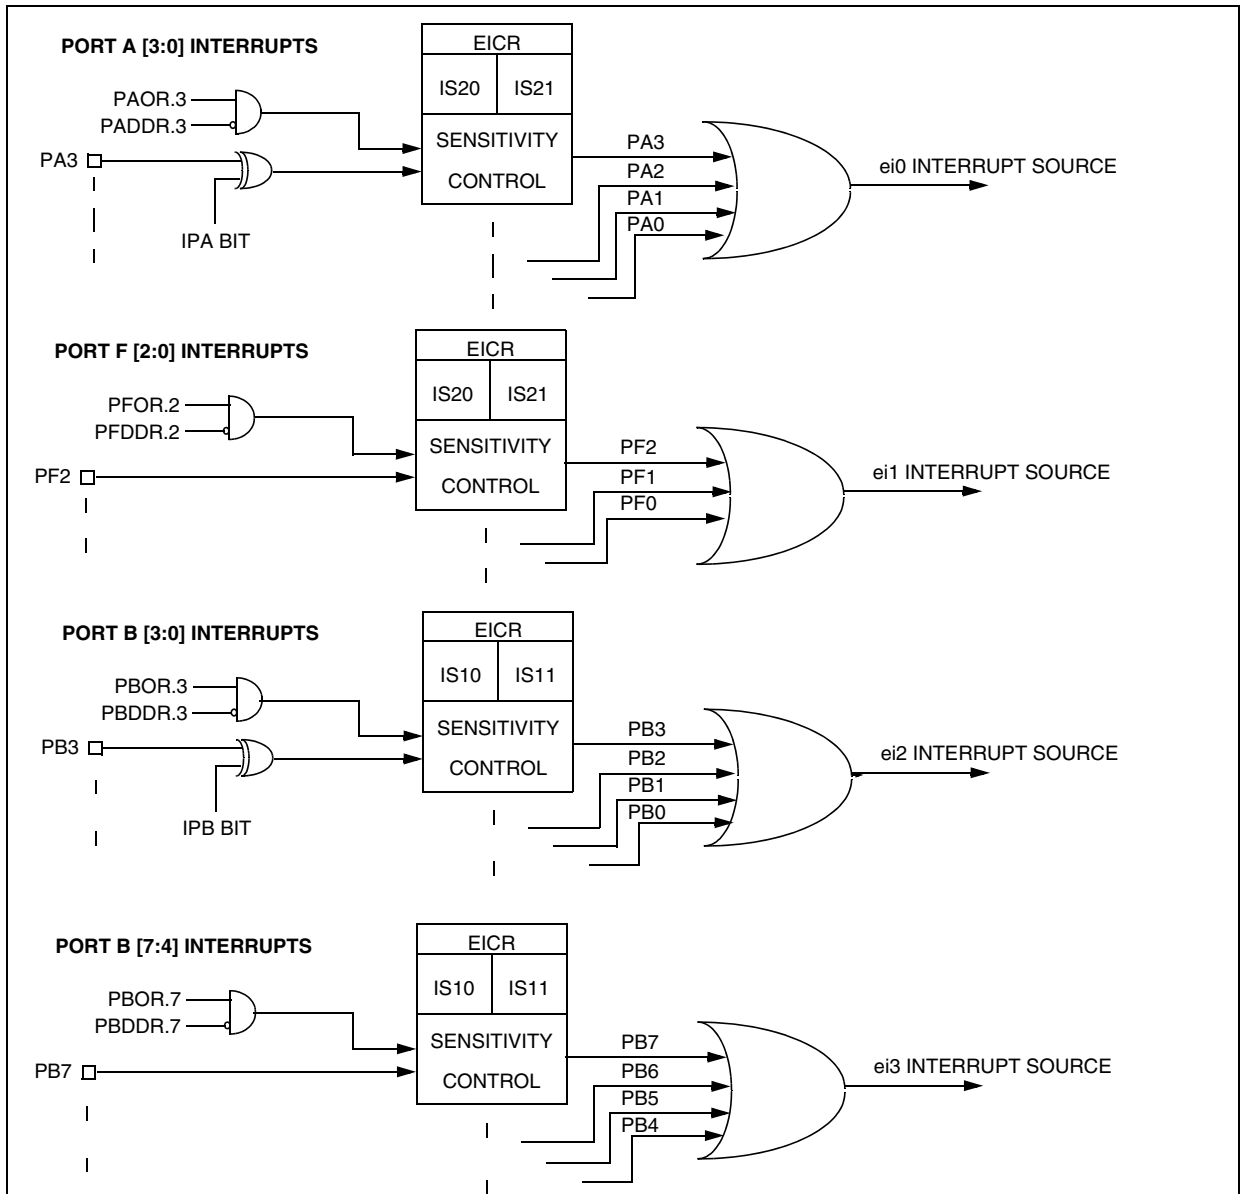 PORT A [3:0] INTERRUPTS
EICR
IS20 IS21
PAOR.3
PADDR.3
SENSITIVITY
CONTROL
PA3
IPA BIT
PA3
PA2
PA1
PA0
ei0 INTERRUPT SOURCE
PORT F [2:0] INTERRUPTS
EICR
IS20 IS21
PFOR.2
PFDDR.2
SENSITIVITY
CONTROL
PF2
PF2
PF1
PF0
ei1 INTERRUPT SOURCE
PORT B [3:0] INTERRUPTS
EICR
IS10 IS11
PBOR.3
PBDDR.3
SENSITIVITY
CONTROL
PB3
IPB BIT
PB3
PB2
PB1
PB0
ei2 INTERRUPT SOURCE
PORT B [7:4] INTERRUPTS
EICR
IS10 IS11
PBOR.7
PBDDR.7
SENSITIVITY
CONTROL
PB7
PB7
PB6
PB5
PB4
ei3 INTERRUPT SOURCE